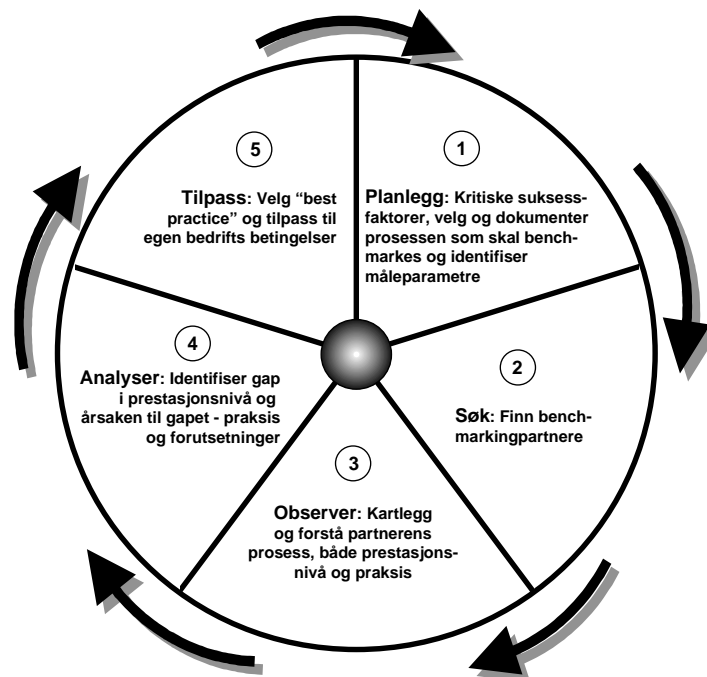 1
Planlegg: Kritiske suksess-
faktorer, velg og dokumenter
prosessen som skal bench-
markes og identifiser
måleparametre
2
Søk: Finn bench-
markingpartnere
3
Observer: Kartlegg
og forstå partnerens
prosess, både prestasjons-
nivå og praksis
4
Analyser: Identifiser gap
i prestasjonsnivå og
årsaken til gapet - praksis
og forutsetninger
5
Tilpass: Velg “best
practice” og tilpass til
egen bedrifts betingelser